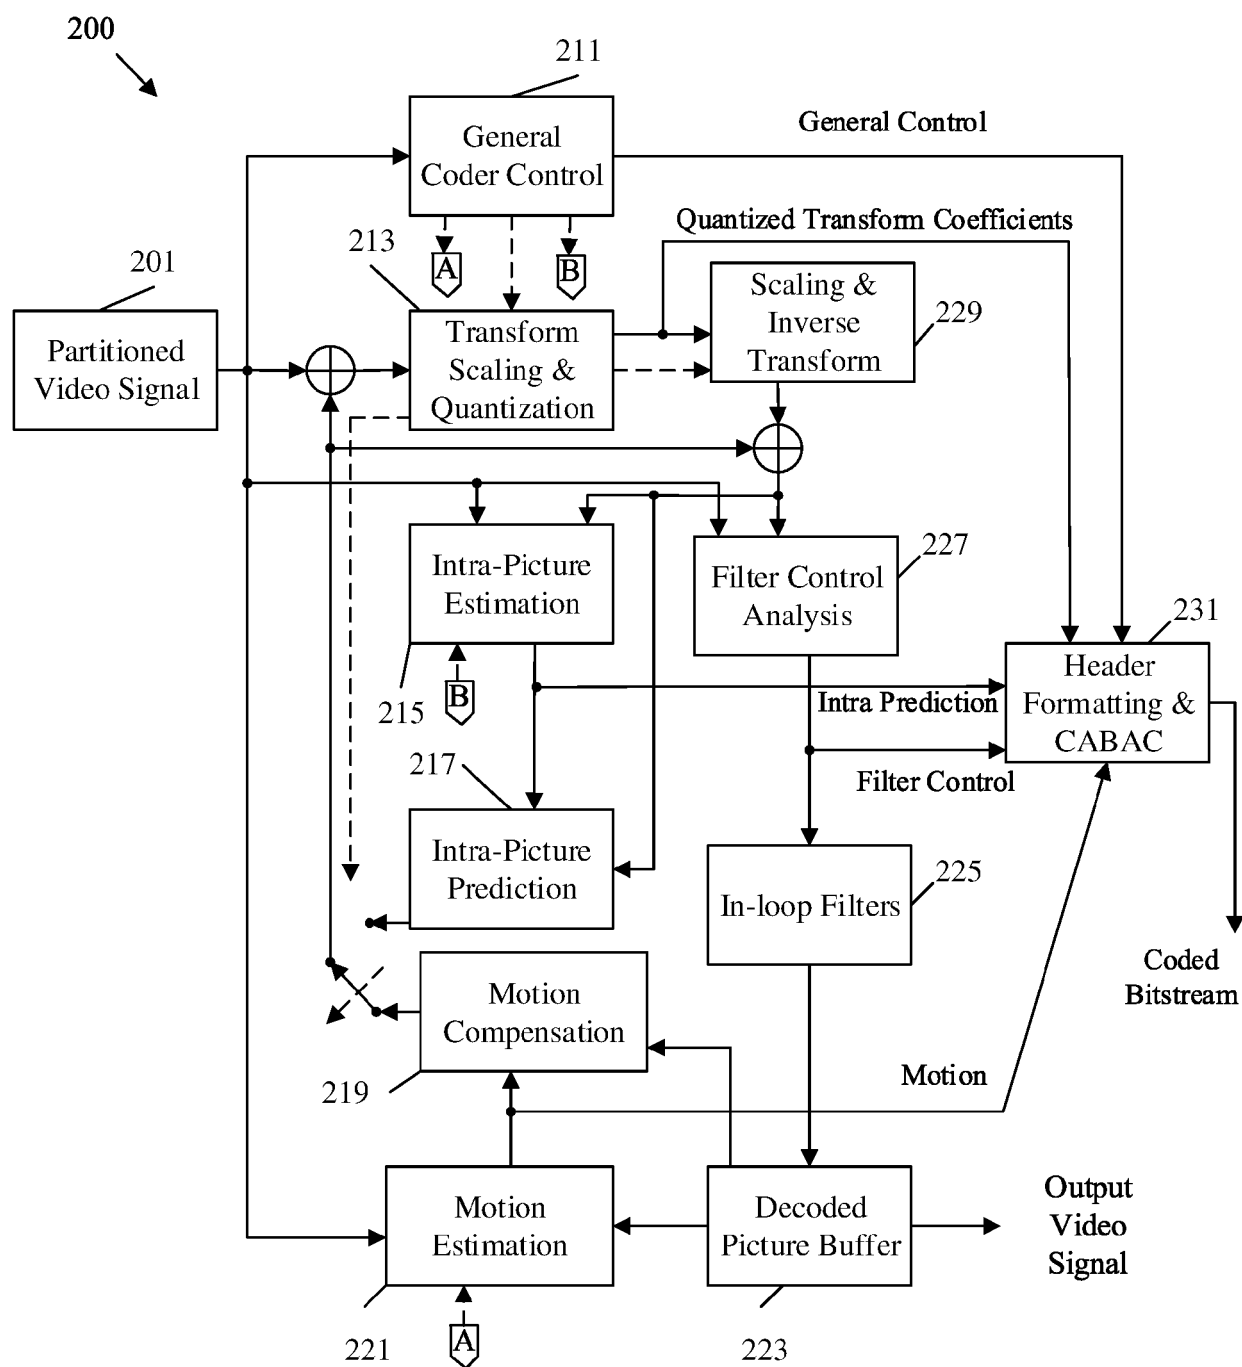 200
211
General
Coder Control
General Control
A
B
Quantized Transform Coefficients
213
201
Partitioned
Video Signal
Transform
Scaling &
Quantization
Scaling &
Inverse
Transform
229
Intra-Picture
Estimation
215
B
Filter Control
Analysis
227
231
Header
Formatting &
CABAC
Intra Prediction
Filter Control
217
Intra-Picture
Prediction
In-loop Filters
225
Coded
Bitstream
Motion
Compensation
219
Motion
Motion
Estimation
221
A
Decoded
Picture Buffer
223
Output
Video
Signal